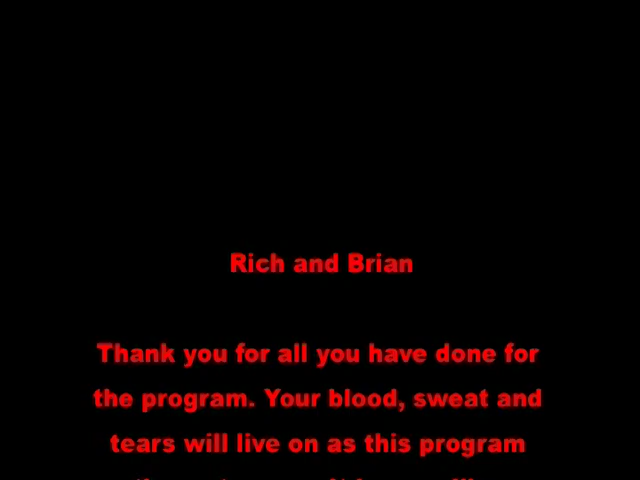 Rich and Brian
Thank you for all you have done for
the program. Your blood, sweat and
tears will live on as this program